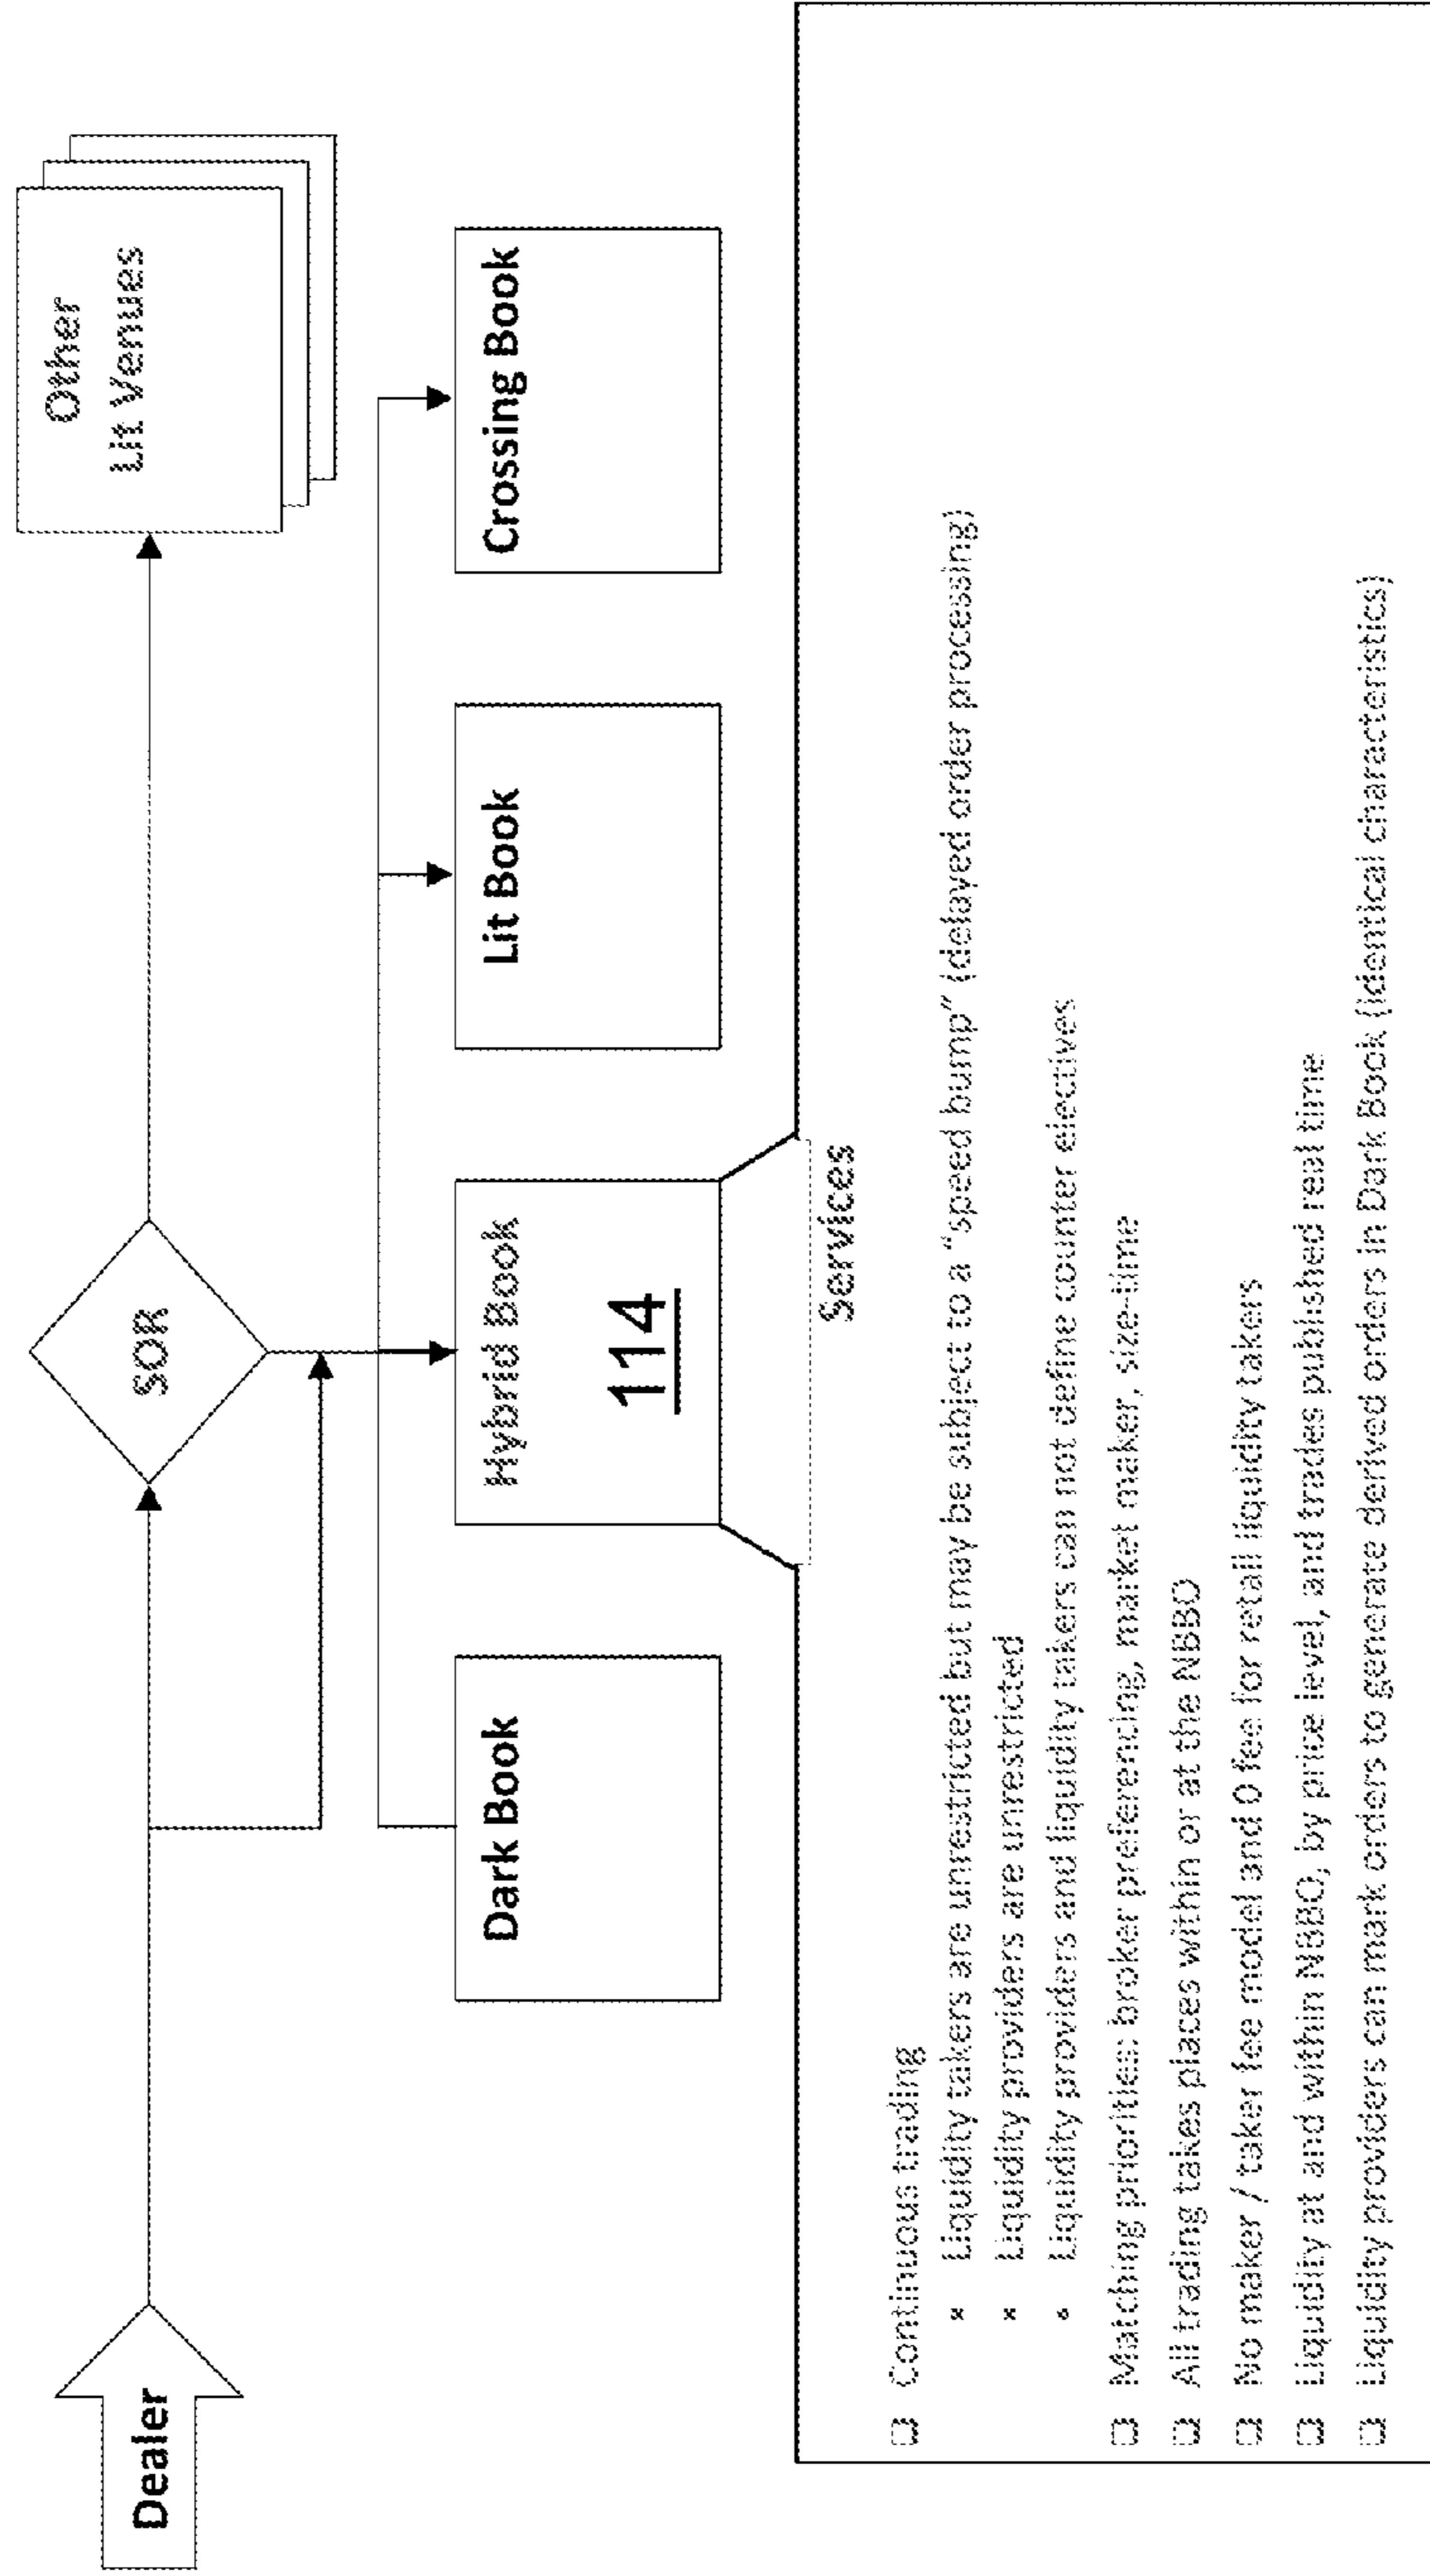 Dealer
SOR
Other
Lit Venues
Dark Book
Hybrid Book
114
Lit Book
Crossing Book
Services
Continuous trading
Liquidity takers are unrestricted but may be subject to a "speed bump" (delayed order processing)
Liquidity providers are unrestricted
Liquidity providers and liquidity takers can not define counter electives
Matching priorities: broker preferencing, market maker, size-time
All trading takes places within or at the NBBO
No maker / taker fee model and 0 fee for retail liquidity takers
Liquidity at and within NBBO, by price level, and trades published real time
Liquidity providers can mark orders to generate derived orders in Dark Book (identical characteristics)